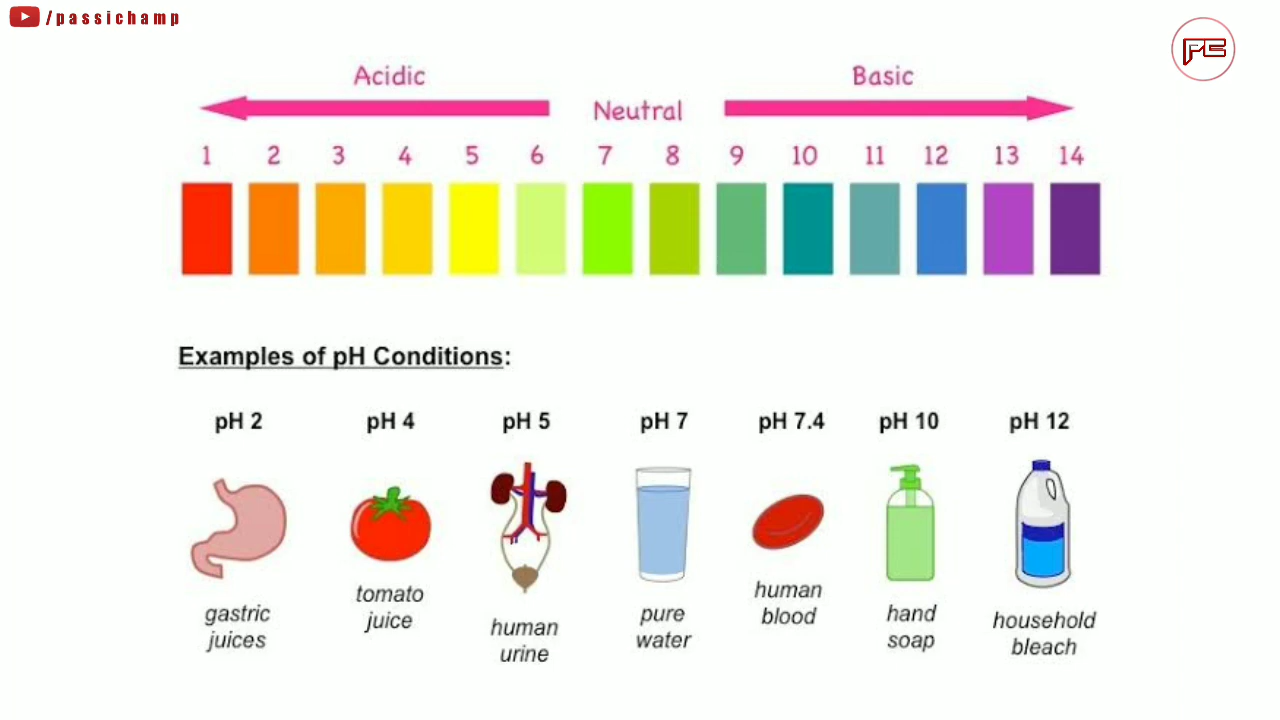 /passichamp
PC
Acidic
Basic
Neutral
1 2 3 4 5 6 7 8 9 10 11 12 13 14
Examples of pH Conditions:
pH 2 pH 4 pH 5 pH 7 pH 7.4 pH 10 pH 12
gastric
juices
tomato
juice
human
urine
pure
water
human
blood
hand
soap
household
bleach